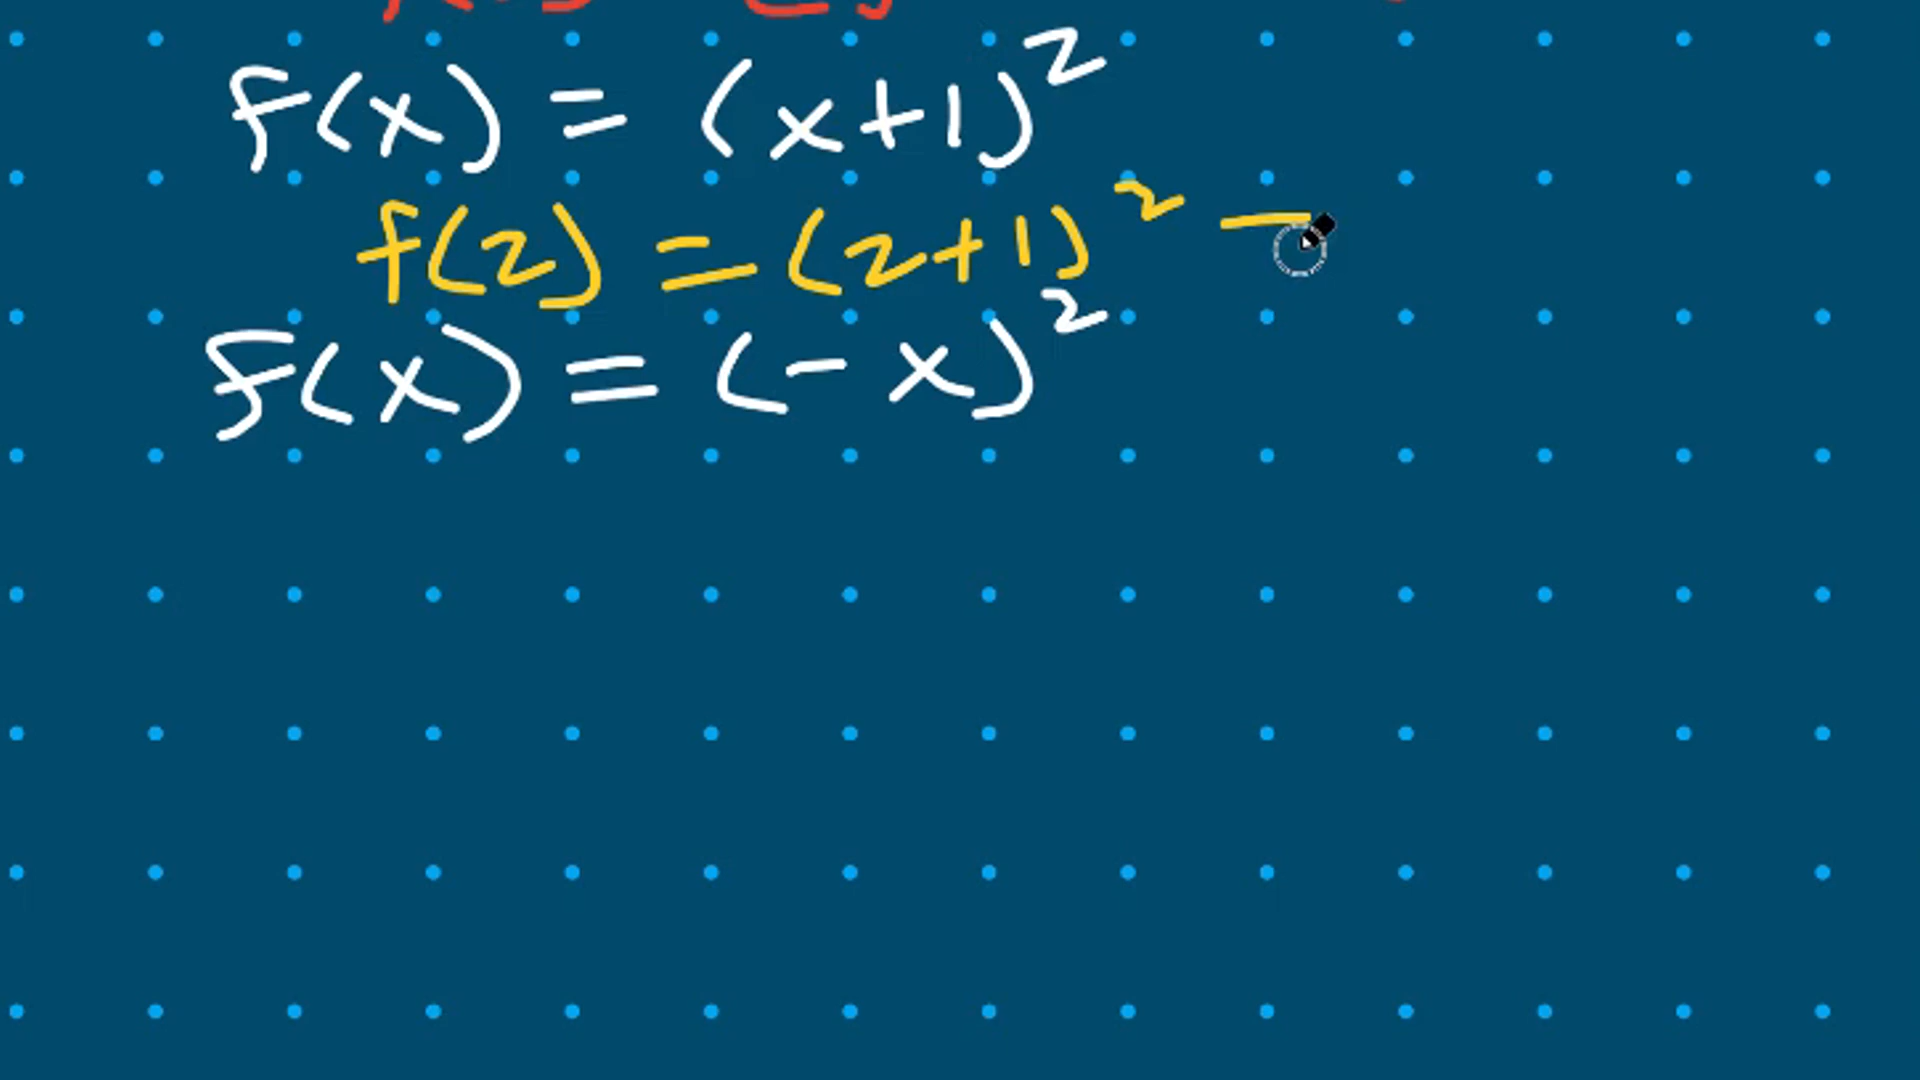 f(x) = (x+1)²
f(2) = (2+1)² –
f(x) = (- x)²